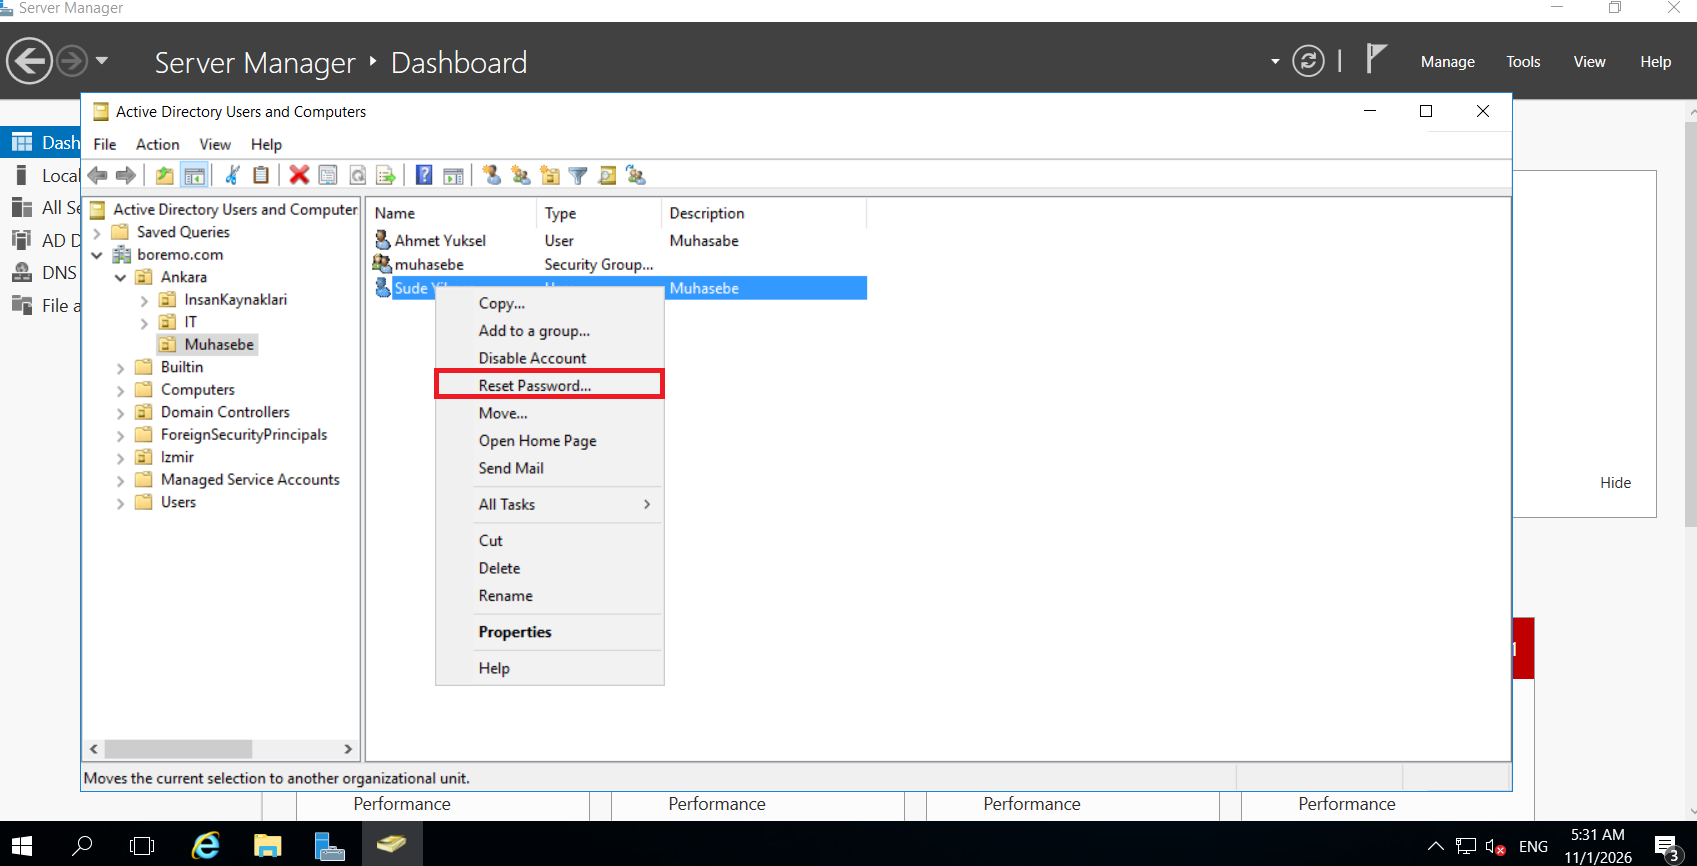 Server Manager
Server Manager Dashboard
Manage Tools View Help
Active Directory Users and Computers
File Action View Help
Dash
Local
All Se
AD D
DNS
File a
Active Directory Users and Computer
Saved Queries
boremo.com
Ankara
InsanKaynaklari
IT
Muhasebe
Builtin
Computers
Domain Controllers
ForeignSecurityPrincipals
Izmir
Managed Service Accounts
Users
Name Type Description
Ahmet Yuksel User Muhasabe
muhasebe Security Group...
Sude Muhasebe
Copy...
Add to a group...
Disable Account
Reset Password...
Move...
Open Home Page
Send Mail
All Tasks
Cut
Delete
Rename
Properties
Help
Hide
1
Moves the current selection to another organizational unit.
Performance Performance Performance Performance
ENG
5:31 AM
11/1/2026
3